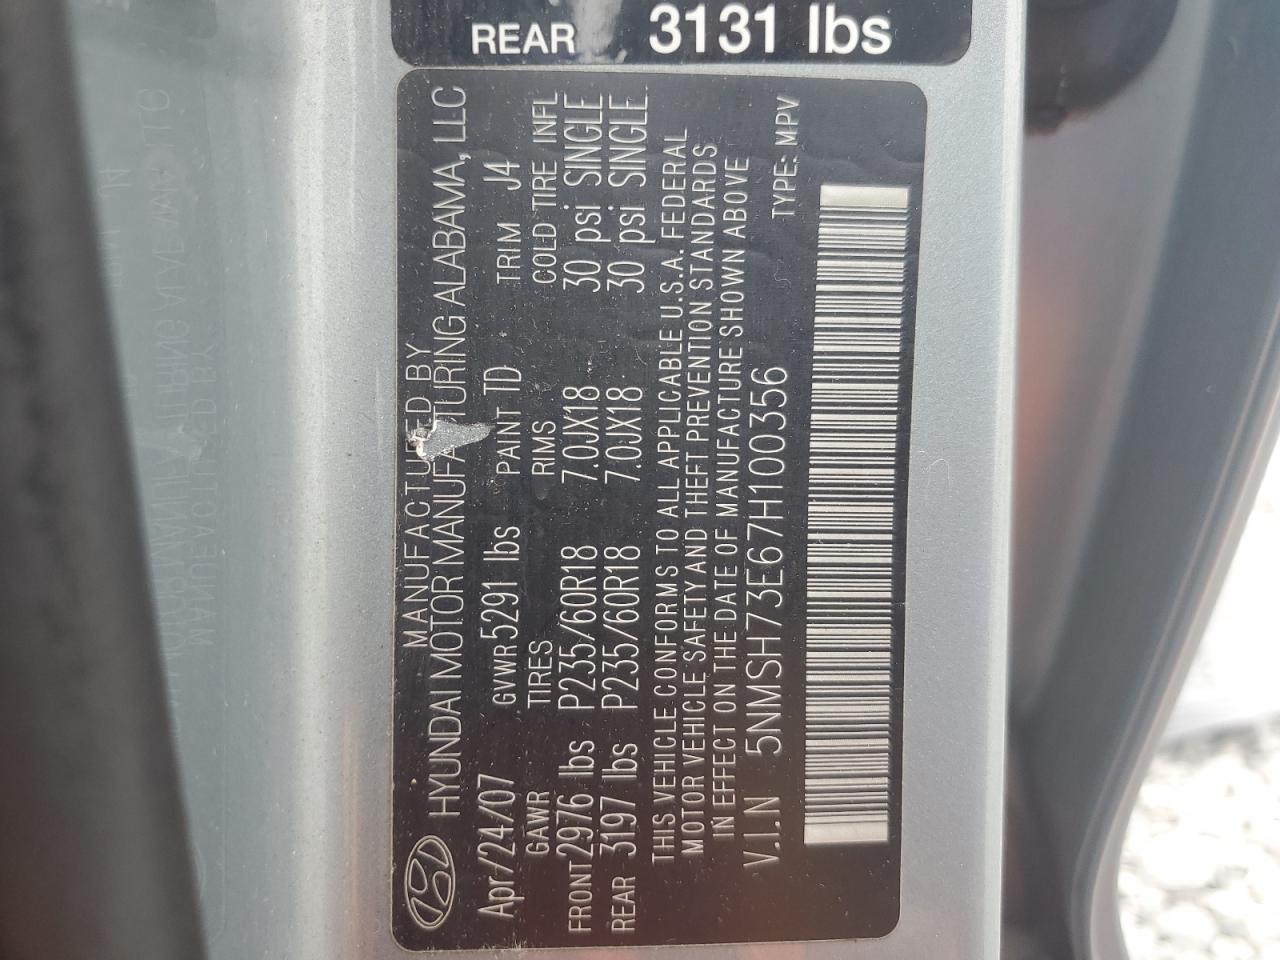 REAR 3131 lbs
MANUFACTURED BY
HYUNDAI MOTOR MANUFACTURING ALABAMA, LLC
Apr/24/07 GVWR 5291 lbs PAINT TD TRIM J4
GAWR TIRES RIMS COLD TIRE INFL
FRONT 2976 lbs P235/60R18 7.0JX18 30 psi SINGLE
REAR 3197 lbs P235/60R18 7.0JX18 30 psi SINGLE
THIS VEHICLE CONFORMS TO ALL APPLICABLE U.S.A. FEDERAL
MOTOR VEHICLE SAFETY AND THEFT PREVENTION STANDARDS
IN EFFECT ON THE DATE OF MANUFACTURE SHOWN ABOVE
V.I.N 5NMSH73E67H100356 TYPE: MPV